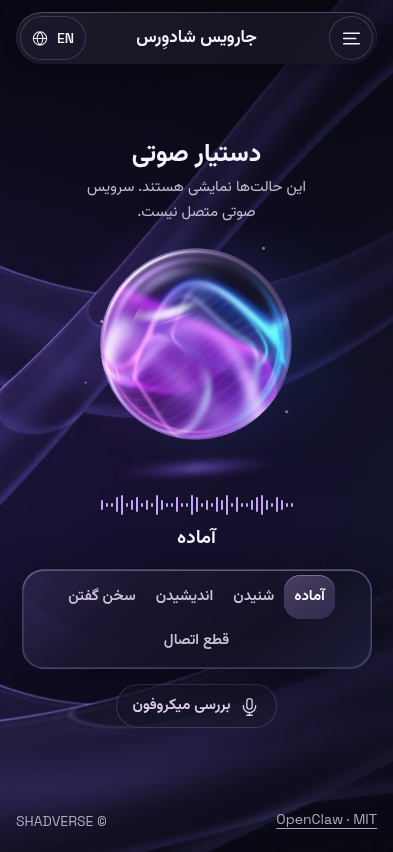 جارویس شادوِرس
EN
دستیار صوتی
این حالت‌ها نمایشی هستند. سرویس
صوتی متصل نیست.
آماده
آماده شنیدن اندیشیدن سخن گفتن
قطع اتصال
بررسی میکروفون
OpenClaw · MIT
SHADVERSE ©